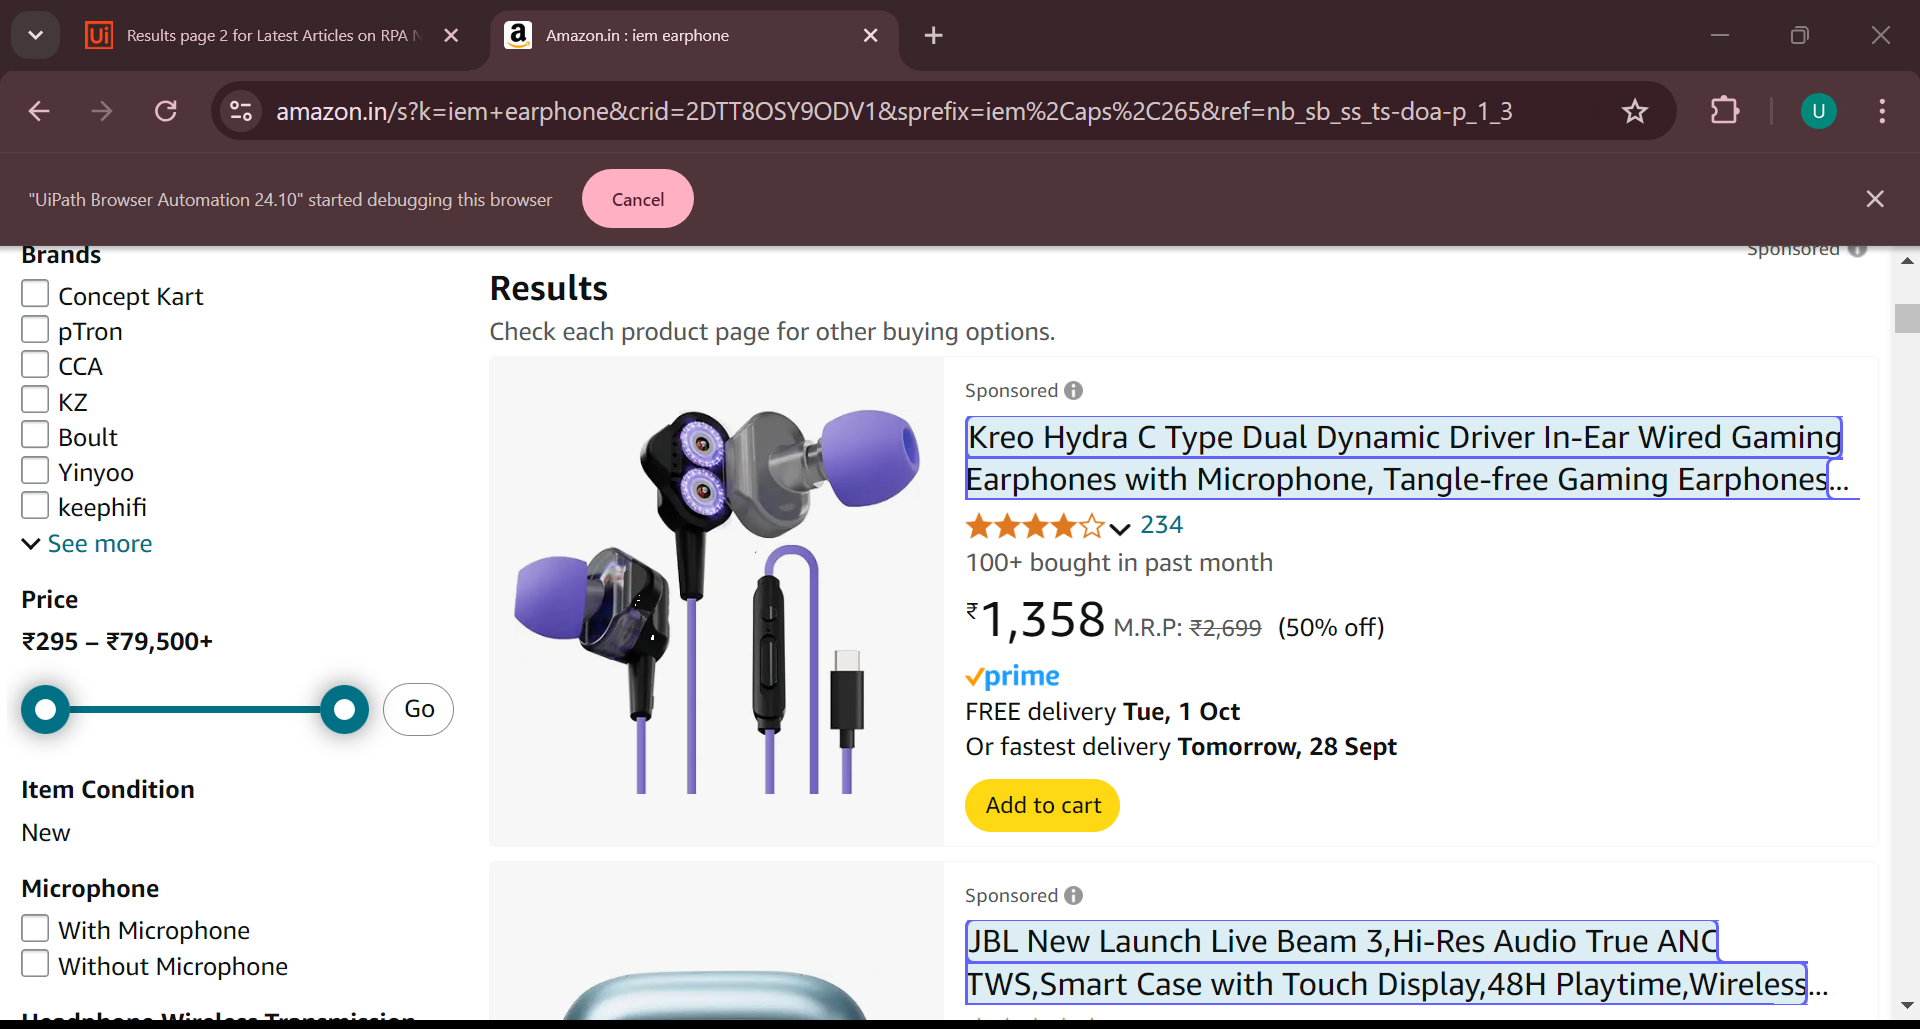 Results page 2 for Latest Articles on RPA
Amazon.in : iem earphone
amazon.in/s?k=iem+earphone&crid=2DTT8OSY9ODV1&sprefix=iem%2Caps%2C265&ref=nb_sb_ss_ts-doa-p_1_3
U
"UiPath Browser Automation 24.10" started debugging this browser
Cancel
Brands
Concept Kart
pTron
CCA
KZ
Boult
Yinyoo
keephifi
See more
Price
₹295 – ₹79,500+
Go
Item Condition
New
Microphone
With Microphone
Without Microphone
Headphone Wireless Transmission
Sponsored
Results
Check each product page for other buying options.
Sponsored
Kreo Hydra C Type Dual Dynamic Driver In-Ear Wired Gaming
Earphones with Microphone, Tangle-free Gaming Earphones...
234
100+ bought in past month
₹1,358 M.R.P: ₹2,699 (50% off)
prime
FREE delivery Tue, 1 Oct
Or fastest delivery Tomorrow, 28 Sept
Add to cart
Sponsored
JBL New Launch Live Beam 3,Hi-Res Audio True ANC
TWS,Smart Case with Touch Display,48H Playtime,Wireless...